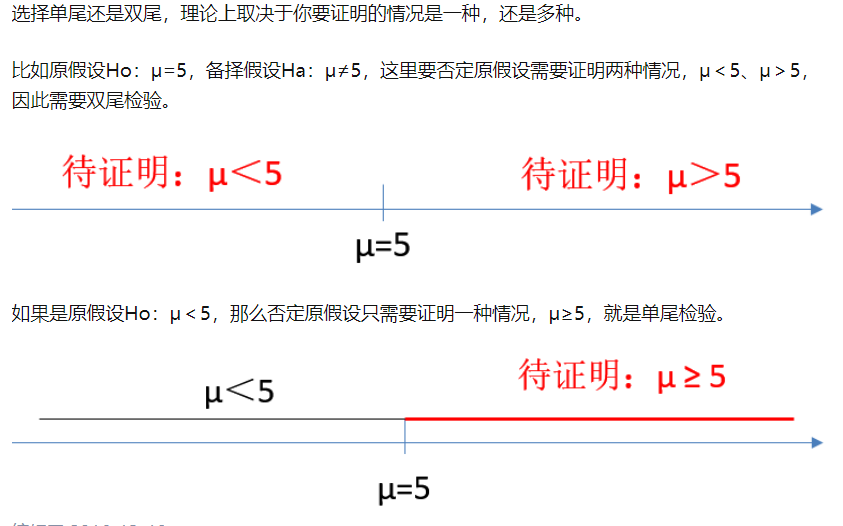 选择单尾还是双尾，理论上取决于你要证明的情况是一种，还是多种。
比如原假设Ho：μ=5，备择假设Ha：μ≠5，这里要否定原假设需要证明两种情况，μ＜5、μ＞5，
因此需要双尾检验。
待证明：μ＜5
待证明：μ＞5
μ=5
如果是原假设Ho：μ＜5，那么否定原假设只需要证明一种情况，μ≥5，就是单尾检验。
待证明：μ ≥ 5
μ＜5
μ=5